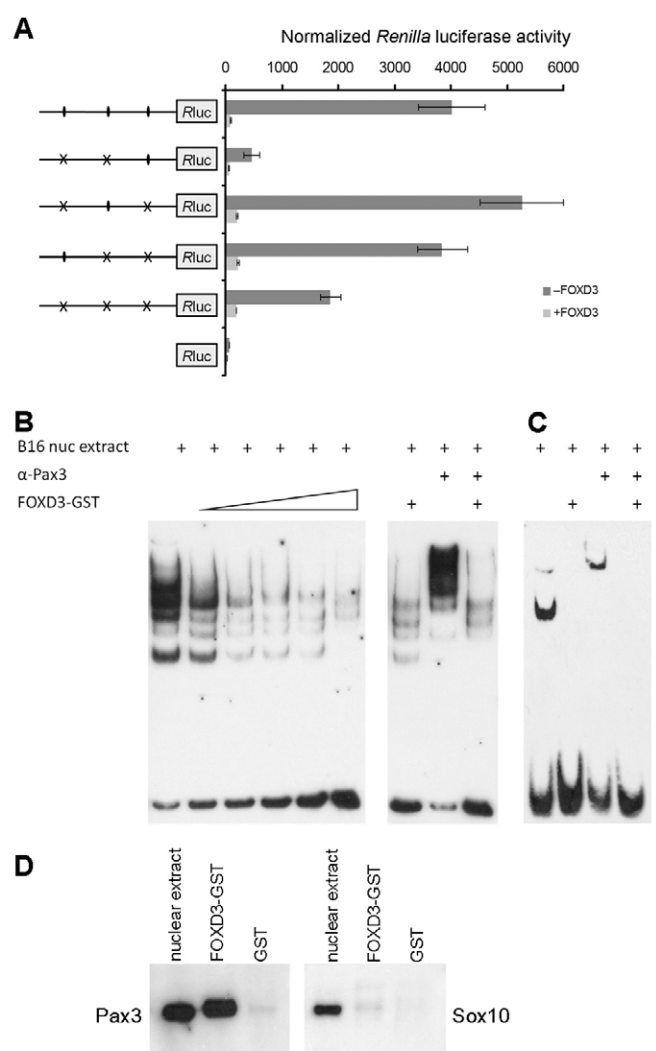 A
Normalized Renilla luciferase activity
0 1000 2000 3000 4000 5000 6000
Rluc
x x Rluc
x x Rluc
x x Rluc
x x x Rluc
Rluc
–FOXD3
+FOXD3
B
C
B16 nuc extract + + + + + + + + + + + + +
α-Pax3 + + + +
FOXD3-GST + + + +
D
nuclear extract
FOXD3-GST
GST
nuclear extract
FOXD3-GST
GST
Pax3
Sox10